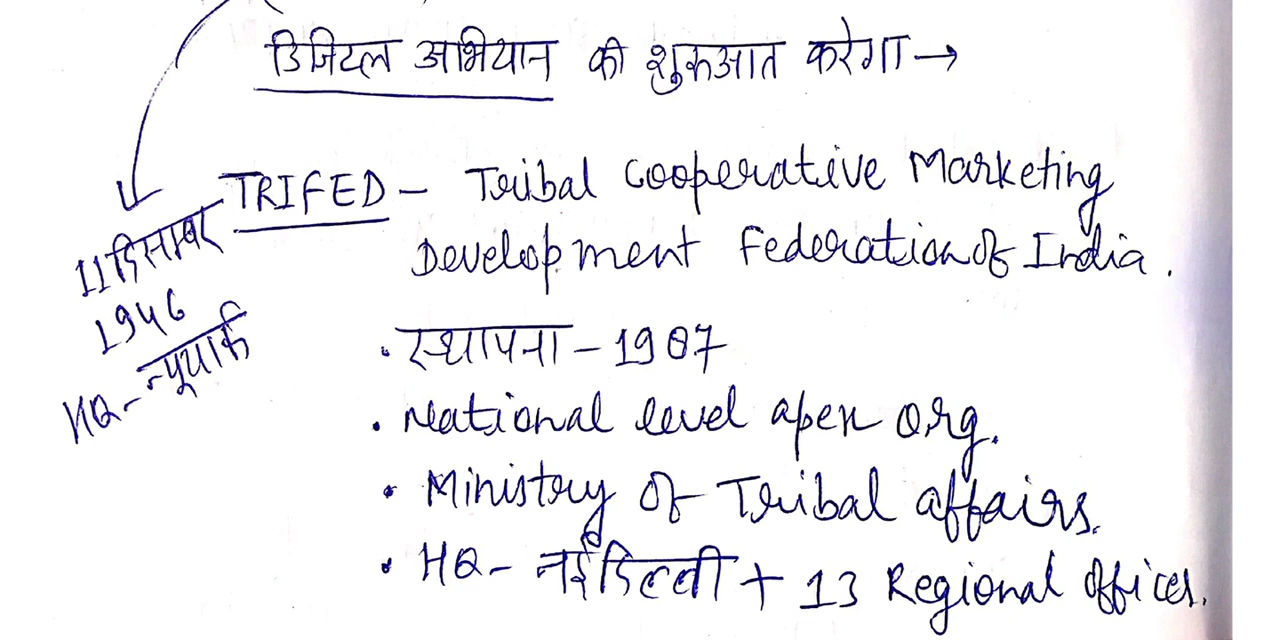 डिजिटल अभियान की शुरुआत करेगा →
TRIFED – Tribal Cooperative Marketing
Development Federation of India.
11 दिसम्बर
1946
HQ - न्यूयार्क
• स्थापना – 1987
• National level apex org.
• Ministry of Tribal affairs.
• HQ – नई दिल्ली + 13 Regional offices.